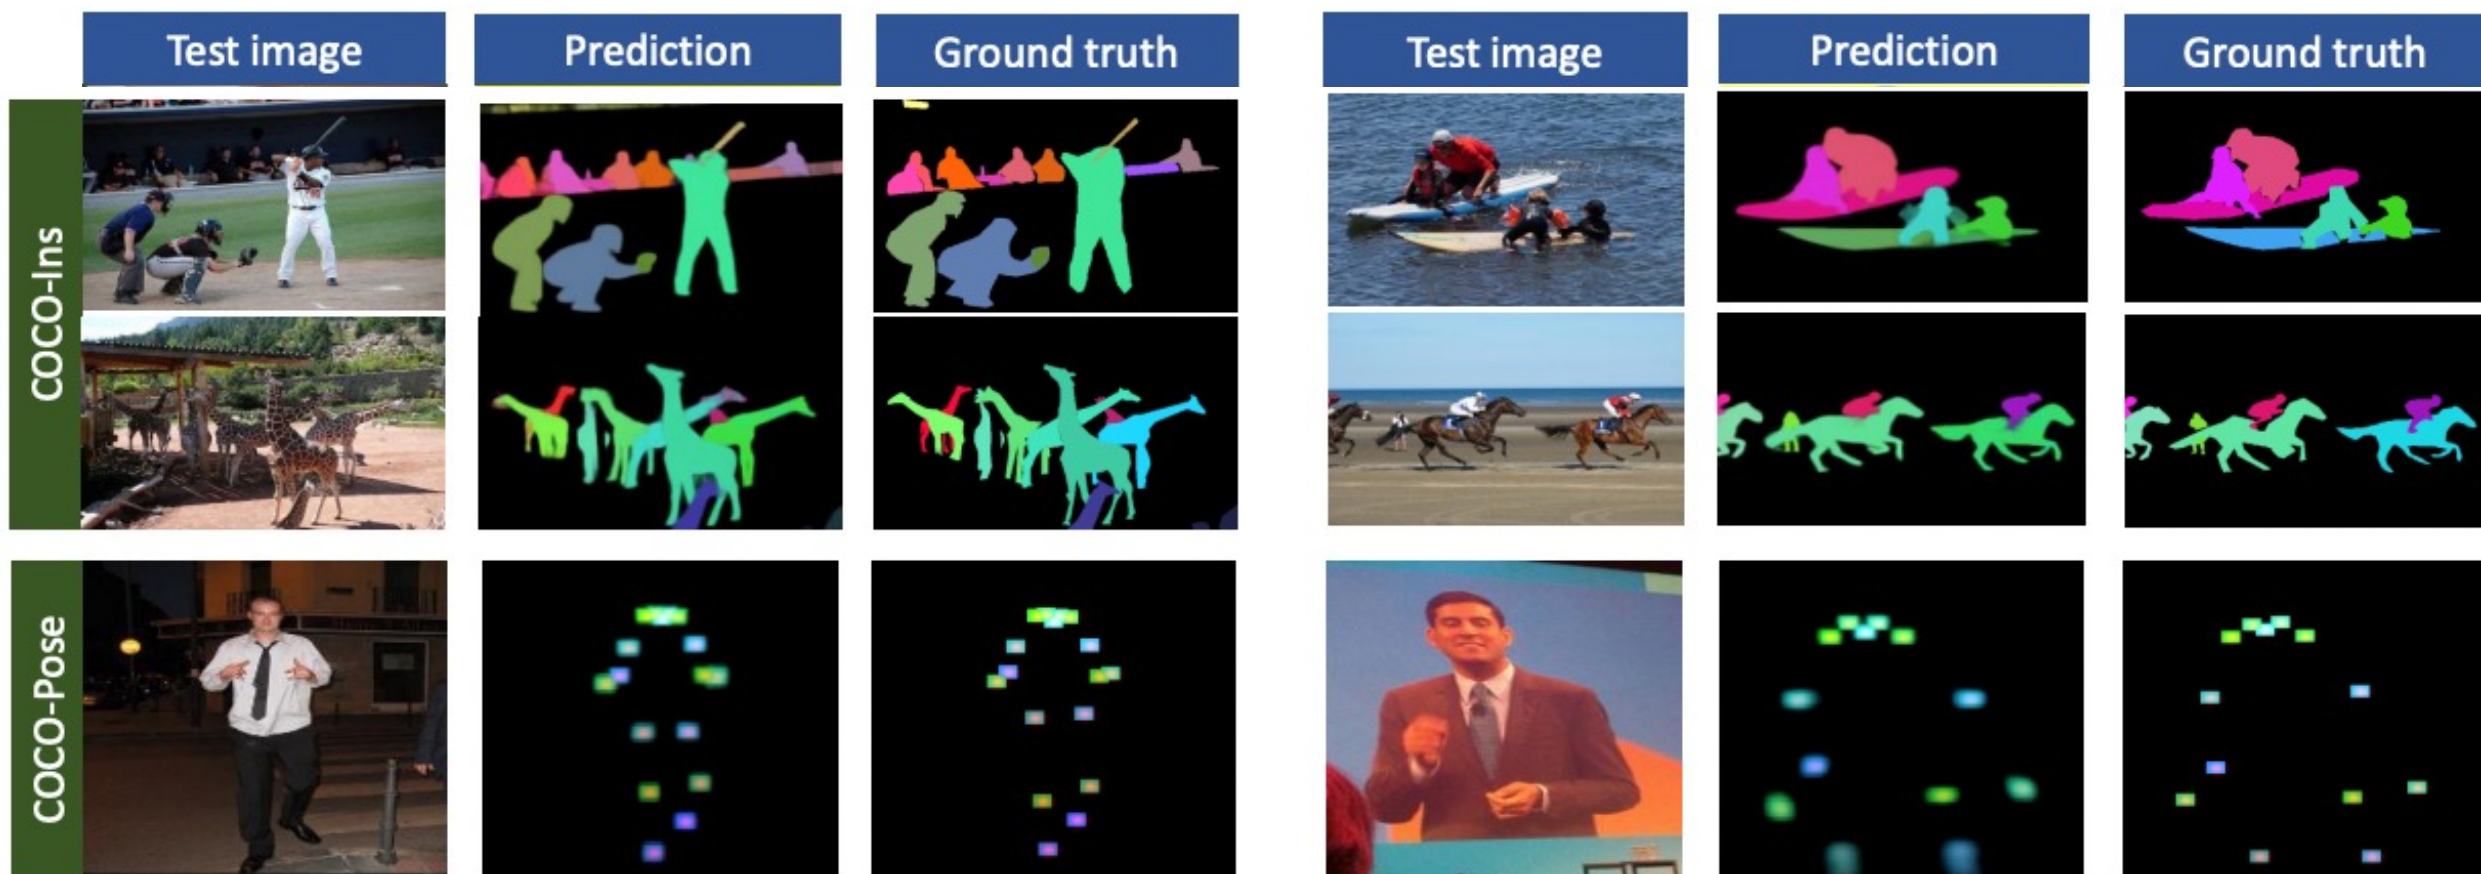 Test image
Prediction
Ground truth
Test image
Prediction
Ground truth
COCO-Ins
COCO-Pose